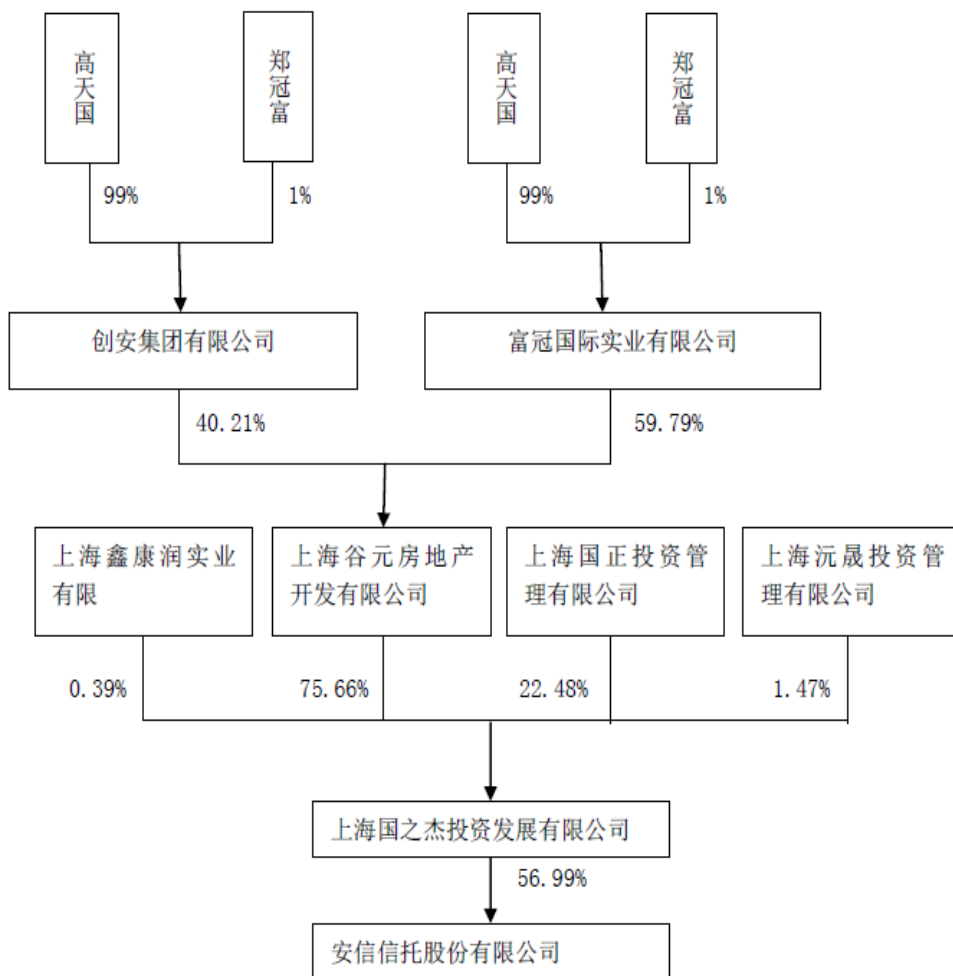 高天国
郑冠富
高天国
郑冠富
99%
1%
99%
1%
创安集团有限公司
富冠国际实业有限公司
40.21%
59.79%
上海鑫康润实业
有限
上海谷元房地产
开发有限公司
上海国正投资管
理有限公司
上海沅晟投资管
理有限公司
0.39%
75.66%
22.48%
1.47%
上海国之杰投资发展有限公司
56.99%
安信信托股份有限公司